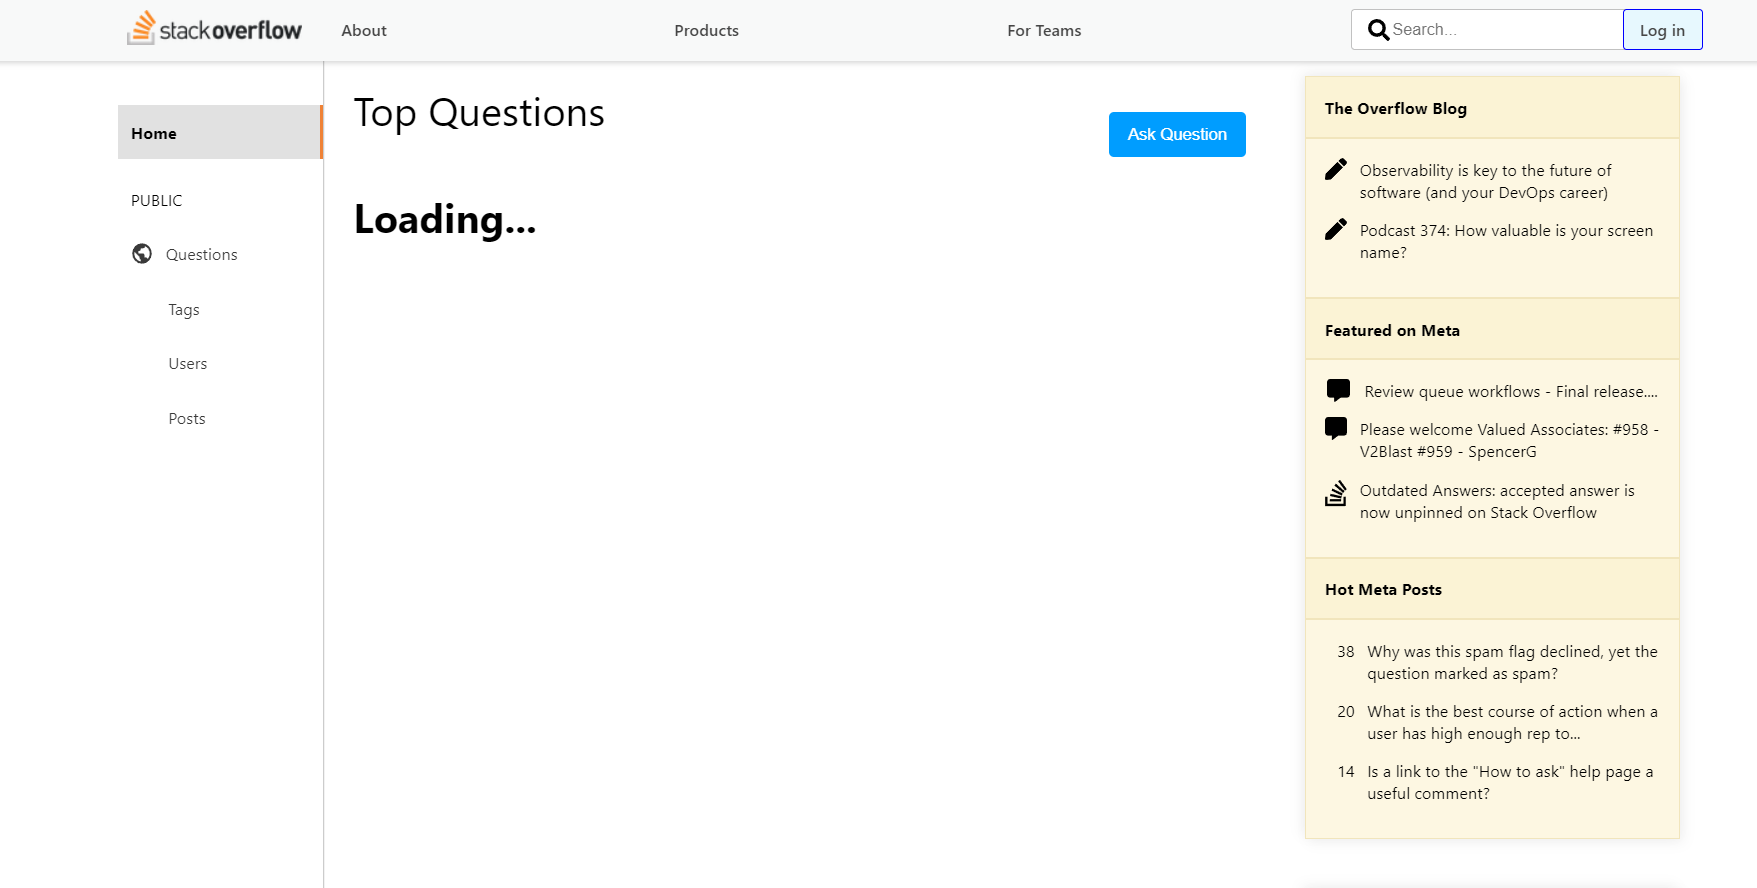 stackoverflow
About
Products
For Teams
Search...
Log in
Home
PUBLIC
Questions
Tags
Users
Posts
Top Questions
Ask Question
Loading...
The Overflow Blog
Observability is key to the future of
software (and your DevOps career)
Podcast 374: How valuable is your screen
name?
Featured on Meta
Review queue workflows - Final release....
Please welcome Valued Associates: #958 -
V2Blast #959 - SpencerG
Outdated Answers: accepted answer is
now unpinned on Stack Overflow
Hot Meta Posts
38 Why was this spam flag declined, yet the
question marked as spam?
20 What is the best course of action when a
user has high enough rep to...
14 Is a link to the "How to ask" help page a
useful comment?